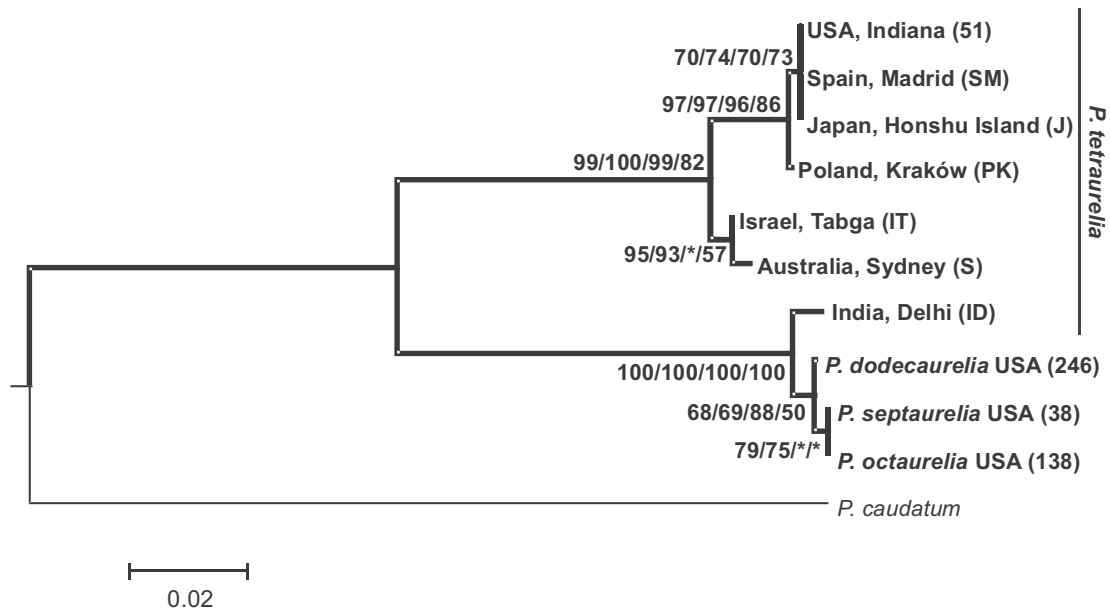 USA, Indiana (51)
70/74/70/73
Spain, Madrid (SM)
97/97/96/86
Japan, Honshu Island (J)
99/100/99/82
Poland, Kraków (PK)
P. tetraurelia
Israel, Tabga (IT)
95/93/*/57
Australia, Sydney (S)
India, Delhi (ID)
100/100/100/100
P. dodecaurelia USA (246)
68/69/88/50
P. septaurelia USA (38)
79/75/*/*
P. octaurelia USA (138)
P. caudatum
0.02